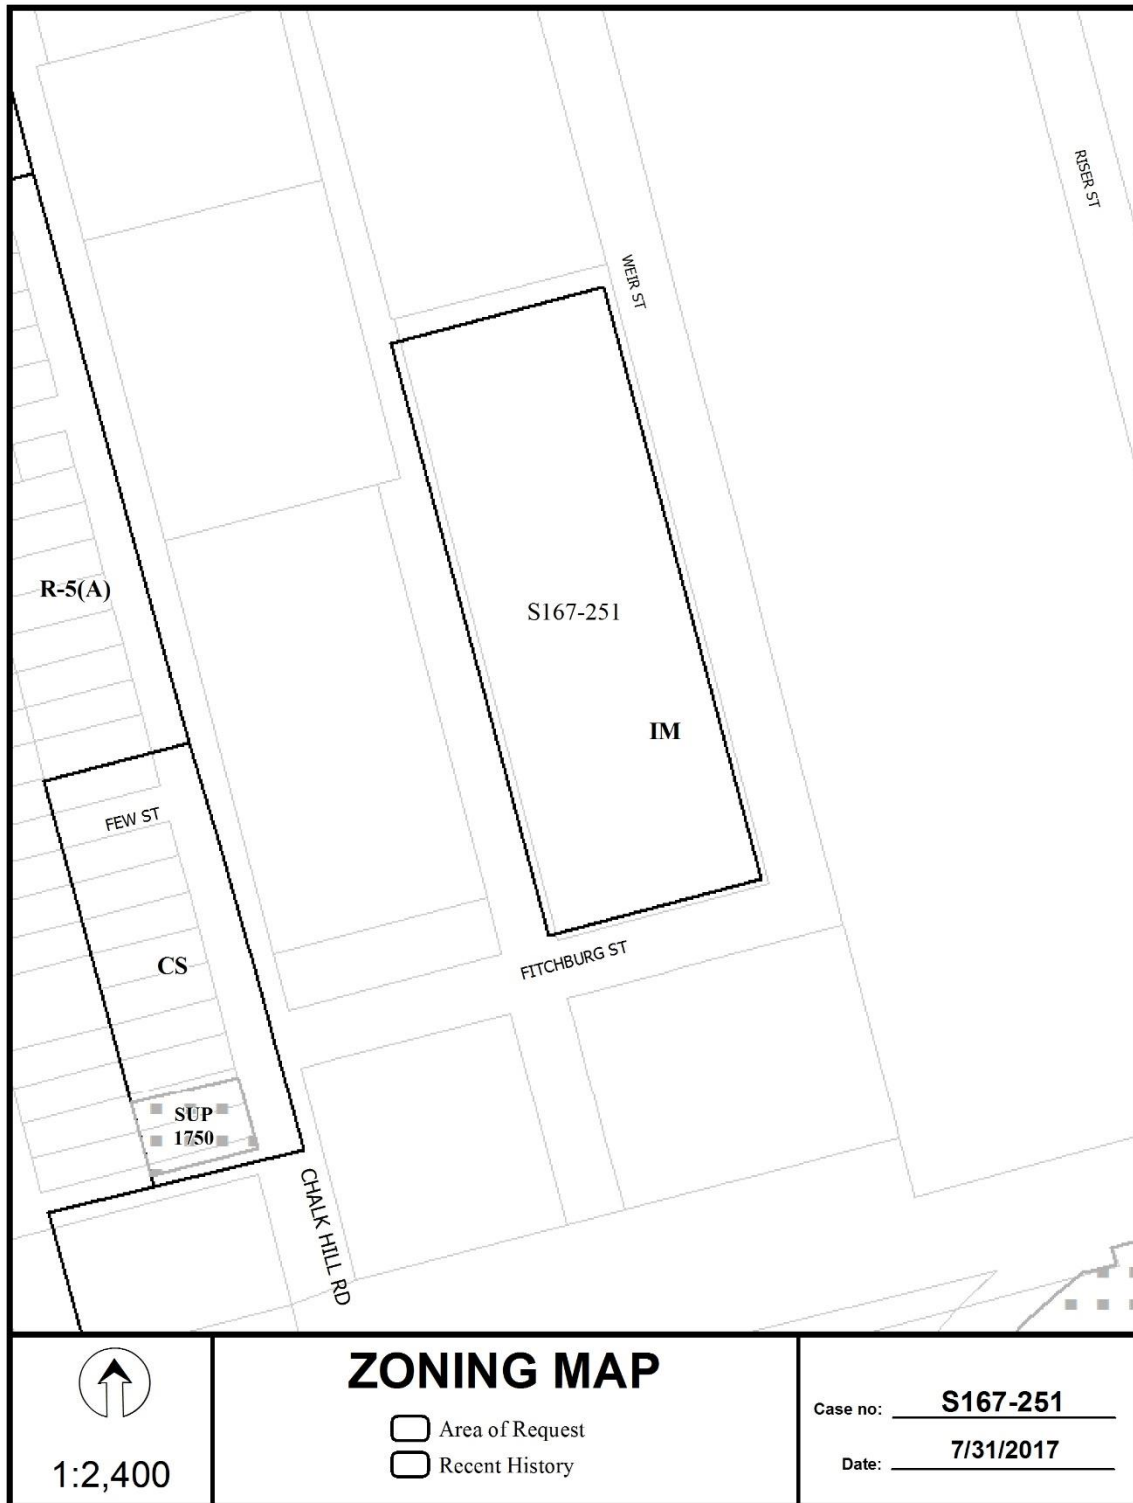 RISER ST
WEIR ST
R-5(A)
S167-251
IM
FEW ST
CS
FITCHBURG ST
SUP
1750
CHALK HILL RD
1:2,400
ZONING MAP
Area of Request
Recent History
Case no: S167-251
Date: 7/31/2017